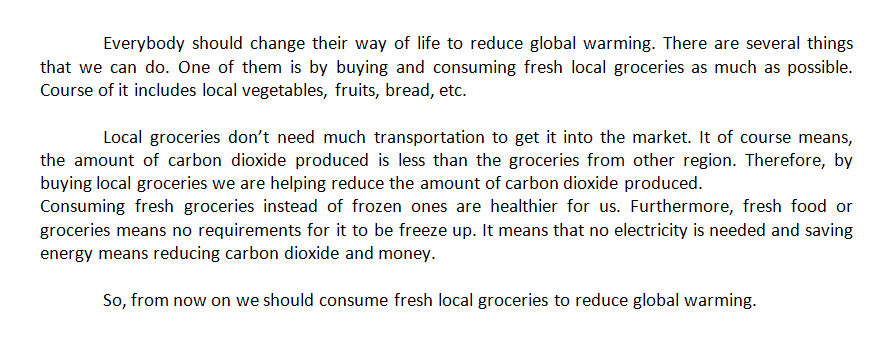 Everybody should change their way of life to reduce global warming. There are several things
that we can do. One of them is by buying and consuming fresh local groceries as much as possible.
Course of it includes local vegetables, fruits, bread, etc.
Local groceries don’t need much transportation to get it into the market. It of course means,
the amount of carbon dioxide produced is less than the groceries from other region. Therefore, by
buying local groceries we are helping reduce the amount of carbon dioxide produced.
Consuming fresh groceries instead of frozen ones are healthier for us. Furthermore, fresh food or
groceries means no requirements for it to be freeze up. It means that no electricity is needed and saving
energy means reducing carbon dioxide and money.
So, from now on we should consume fresh local groceries to reduce global warming.